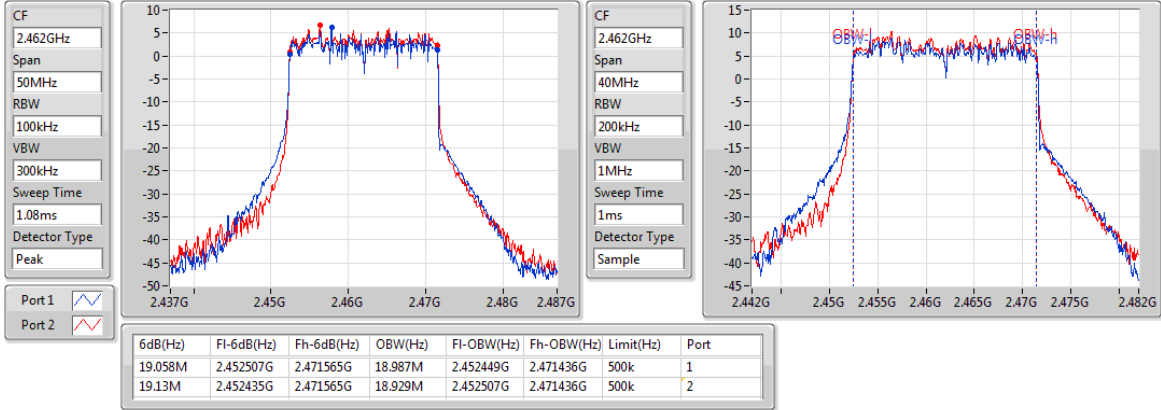 CF
2.462GHz
Span
50MHz
RBW
100kHz
VBW
300kHz
Sweep Time
1.08ms
Detector Type
Peak
Port 1
Port 2
10
5
0
-5
-10
-15
-20
-25
-30
-35
-40
-45
-50
2.437G 2.45G 2.46G 2.47G 2.48G 2.487G
CF
2.462GHz
Span
40MHz
RBW
200kHz
VBW
1MHz
Sweep Time
1ms
Detector Type
Sample
15
10
5
0
-5
-10
-15
-20
-25
-30
-35
-40
-45
OBW-l OBW-h
OBW-l OBW-h
2.442G 2.45G 2.455G 2.46G 2.465G 2.47G 2.475G 2.482G
6dB(Hz) Fl-6dB(Hz) Fh-6dB(Hz) OBW(Hz) Fl-OBW(Hz) Fh-OBW(Hz) Limit(Hz) Port
19.058M 2.452507G 2.471565G 18.987M 2.452449G 2.471436G 500k 1
19.13M 2.452435G 2.471565G 18.929M 2.452507G 2.471436G 500k 2